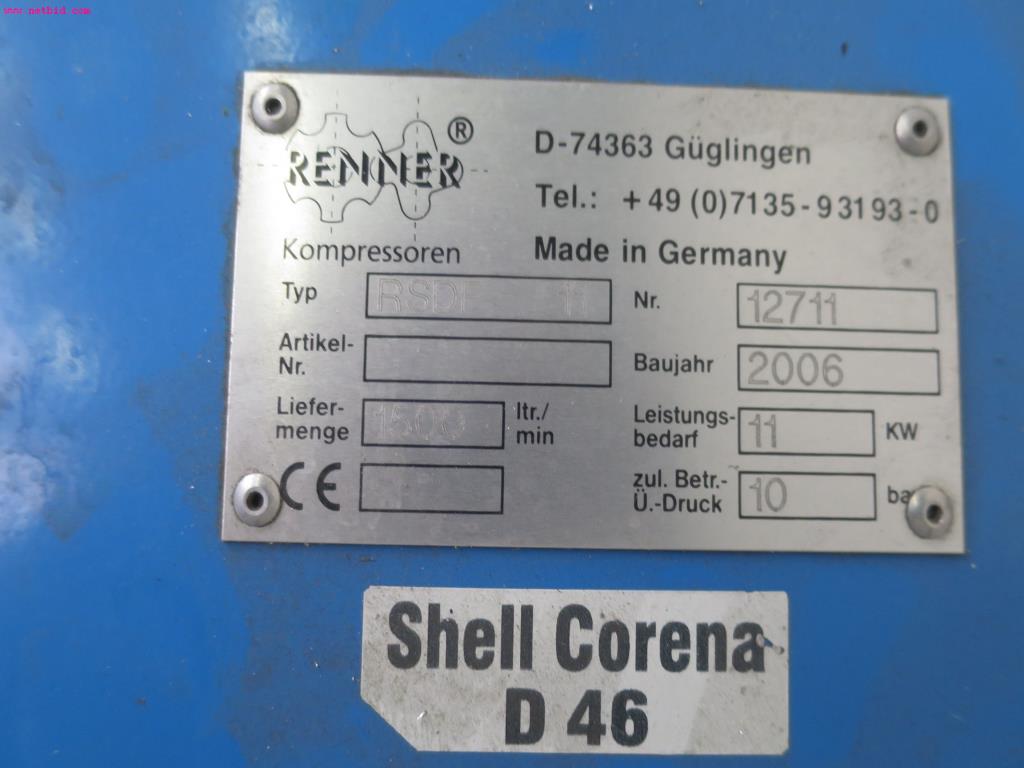 www.netbid.com
RENNER®
Kompressoren
D-74363 Güglingen
Tel.: +49 (0)7135-93193-0
Made in Germany
Typ 11
Nr. 12711
Artikel-
Nr.
Baujahr 2006
Liefer-
menge 1500 ltr./
min
Leistungs-
bedarf 11 KW
CE
zul. Betr.-
Ü.-Druck 10
Shell Corena
D 46